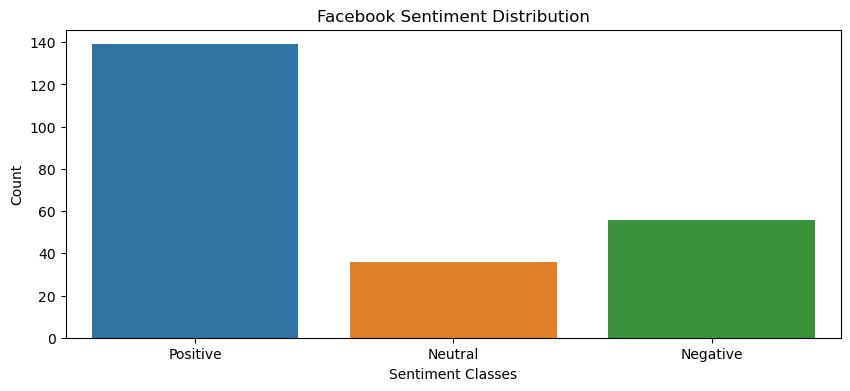 Facebook Sentiment Distribution
140
120
100
80
60
40
20
0
Count
Positive
Neutral
Negative
Sentiment Classes